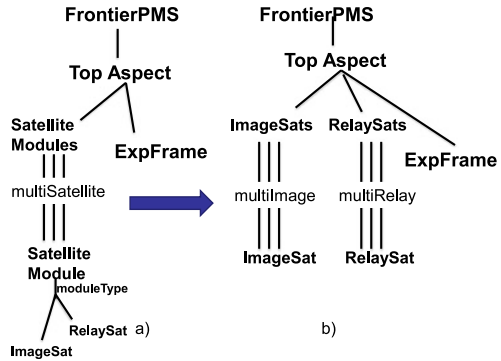 FrontierPMS
Top Aspect
Satellite
Modules
ExpFrame
multiSatellite
Satellite
Module
moduleType
RelaySat
ImageSat
a)
FrontierPMS
Top Aspect
ImageSats
RelaySats
ExpFrame
multiImage
multiRelay
ImageSat
RelaySat
b)